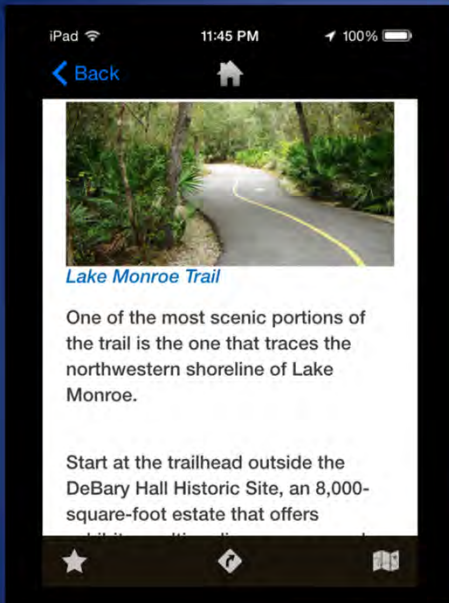 iPad 11:45 PM 100%
Back
Lake Monroe Trail
One of the most scenic portions of
the trail is the one that traces the
northwestern shoreline of Lake
Monroe.
Start at the trailhead outside the
DeBary Hall Historic Site, an 8,000-
square-foot estate that offers